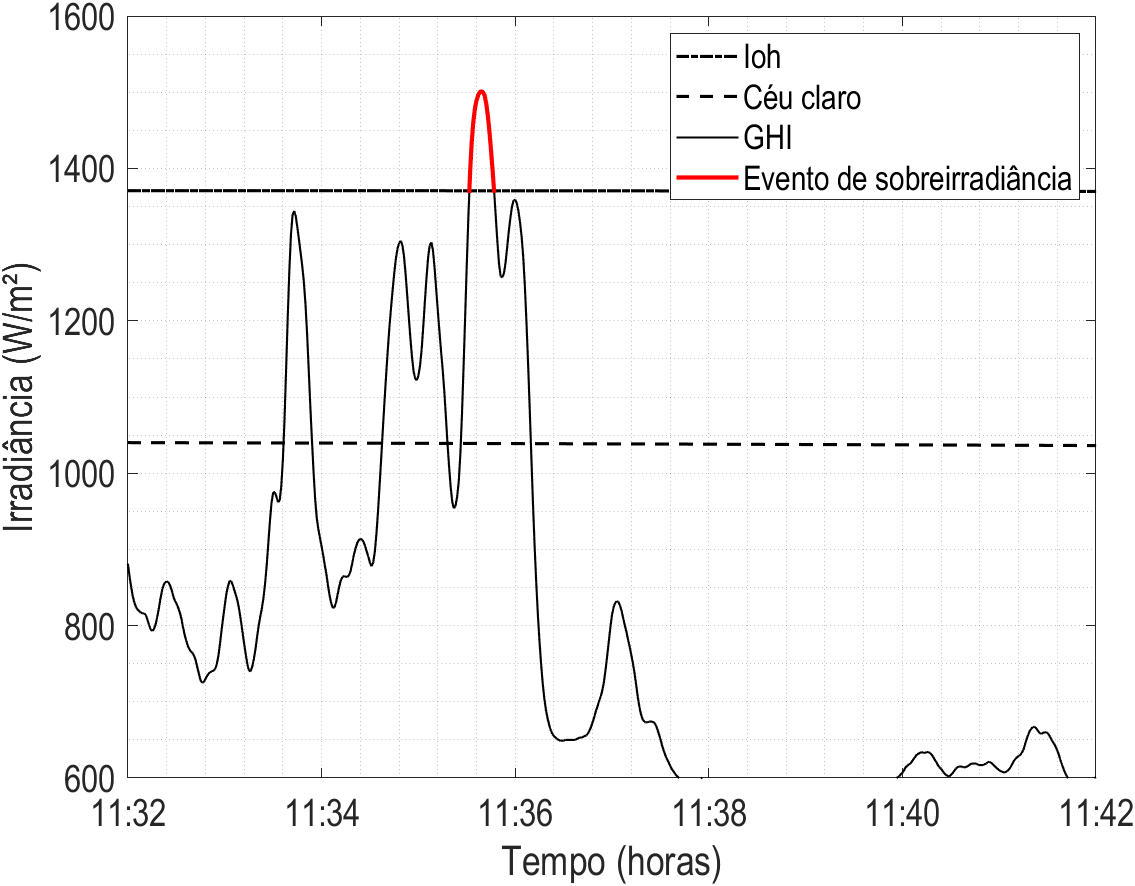 1600
1400
1200
1000
800
600
Irradiância (W/m²)
Ioh
Céu claro
GHI
Evento de sobreirradiância
11:32
11:34
11:36
11:38
11:40
11:42
Tempo (horas)